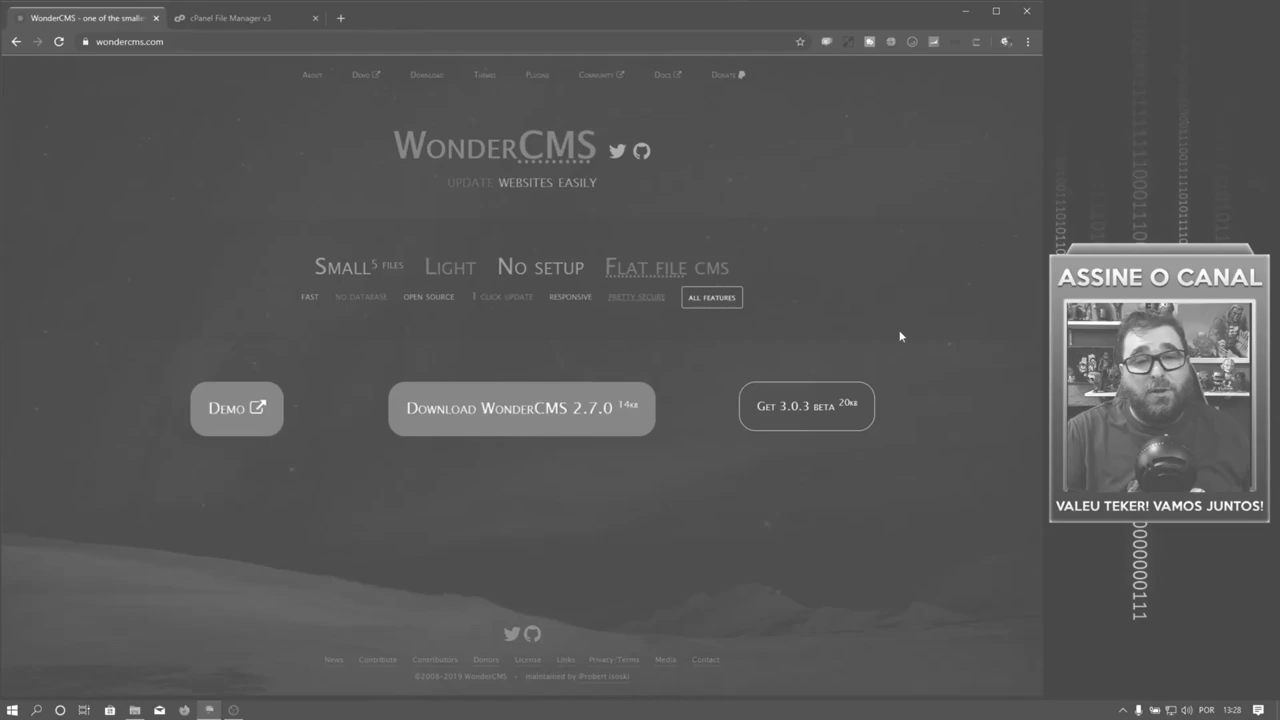 WonderCMS - one of the smalle
cPanel File Manager v3
wondercms.com
About
Demo
Download
Themes
Plugins
Community
Docs
Donate
WonderCMS
UPDATE WEBSITES EASILY
Small 5 files
Light
No setup
Flat file CMS
FAST
NO DATABASE
OPEN SOURCE
1 CLICK UPDATE
RESPONSIVE
PRETTY SECURE
ALL FEATURES
Demo
Download WonderCMS 2.7.0 14KB
Get 3.0.3 beta 20KB
ASSINE O CANAL
VALEU TEKER! VAMOS JUNTOS!
News
Contribute
Contributors
Donors
License
Links
Privacy/Terms
Media
Contact
©2008-2019 WonderCMS - maintained by @robert isoski
POR
13:28